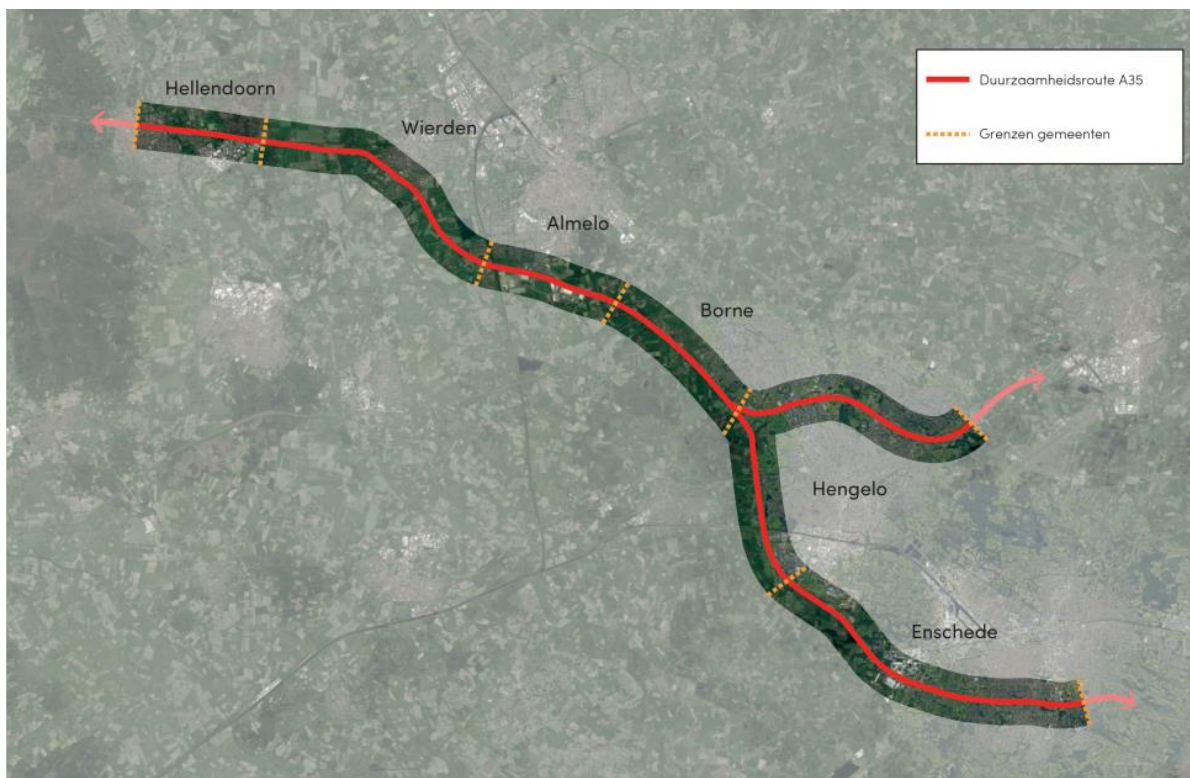 Duurzaamheidsroute A35
Grenzen gemeenten
Hellendoorn
Wierden
Almelo
Borne
Hengelo
Enschede